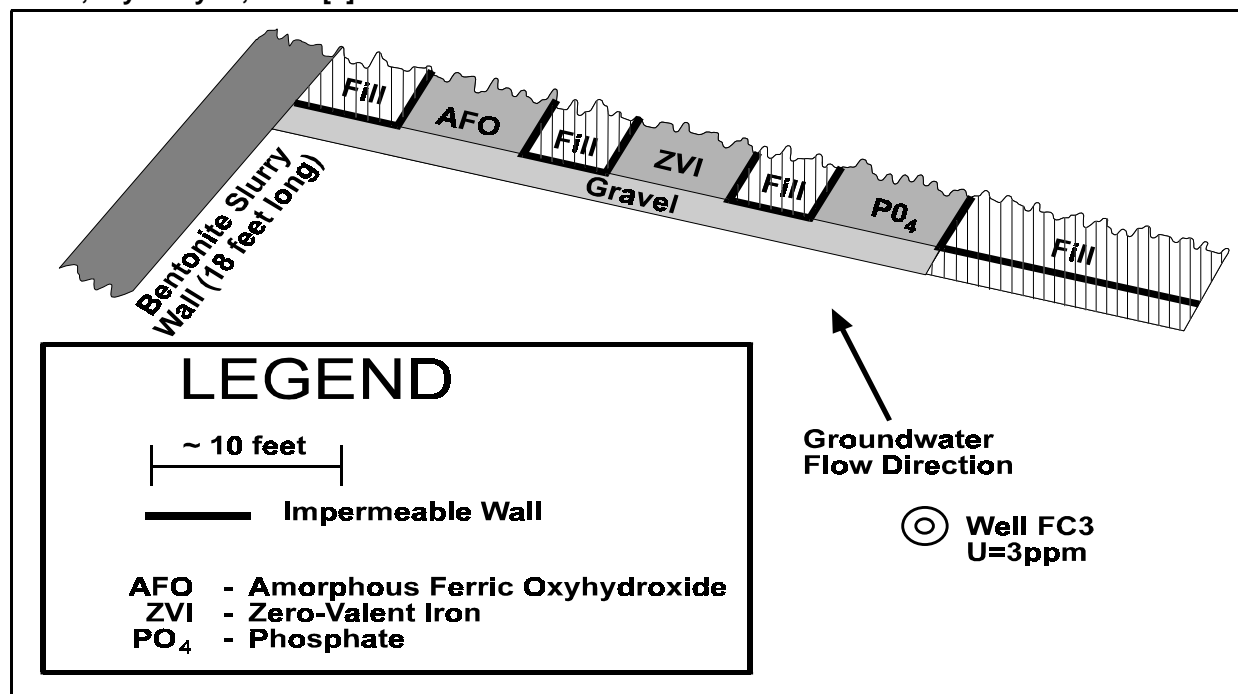 Fill
AFO
Fill
ZVI
Fill
P0₄
Fill
Gravel
Bentonite Slurry
Wall (18 feet long)
Groundwater
Flow Direction
Well FC3
U=3ppm
LEGEND
~ 10 feet
Impermeable Wall
AFO - Amorphous Ferric Oxyhydroxide
ZVI - Zero-Valent Iron
PO₄ - Phosphate